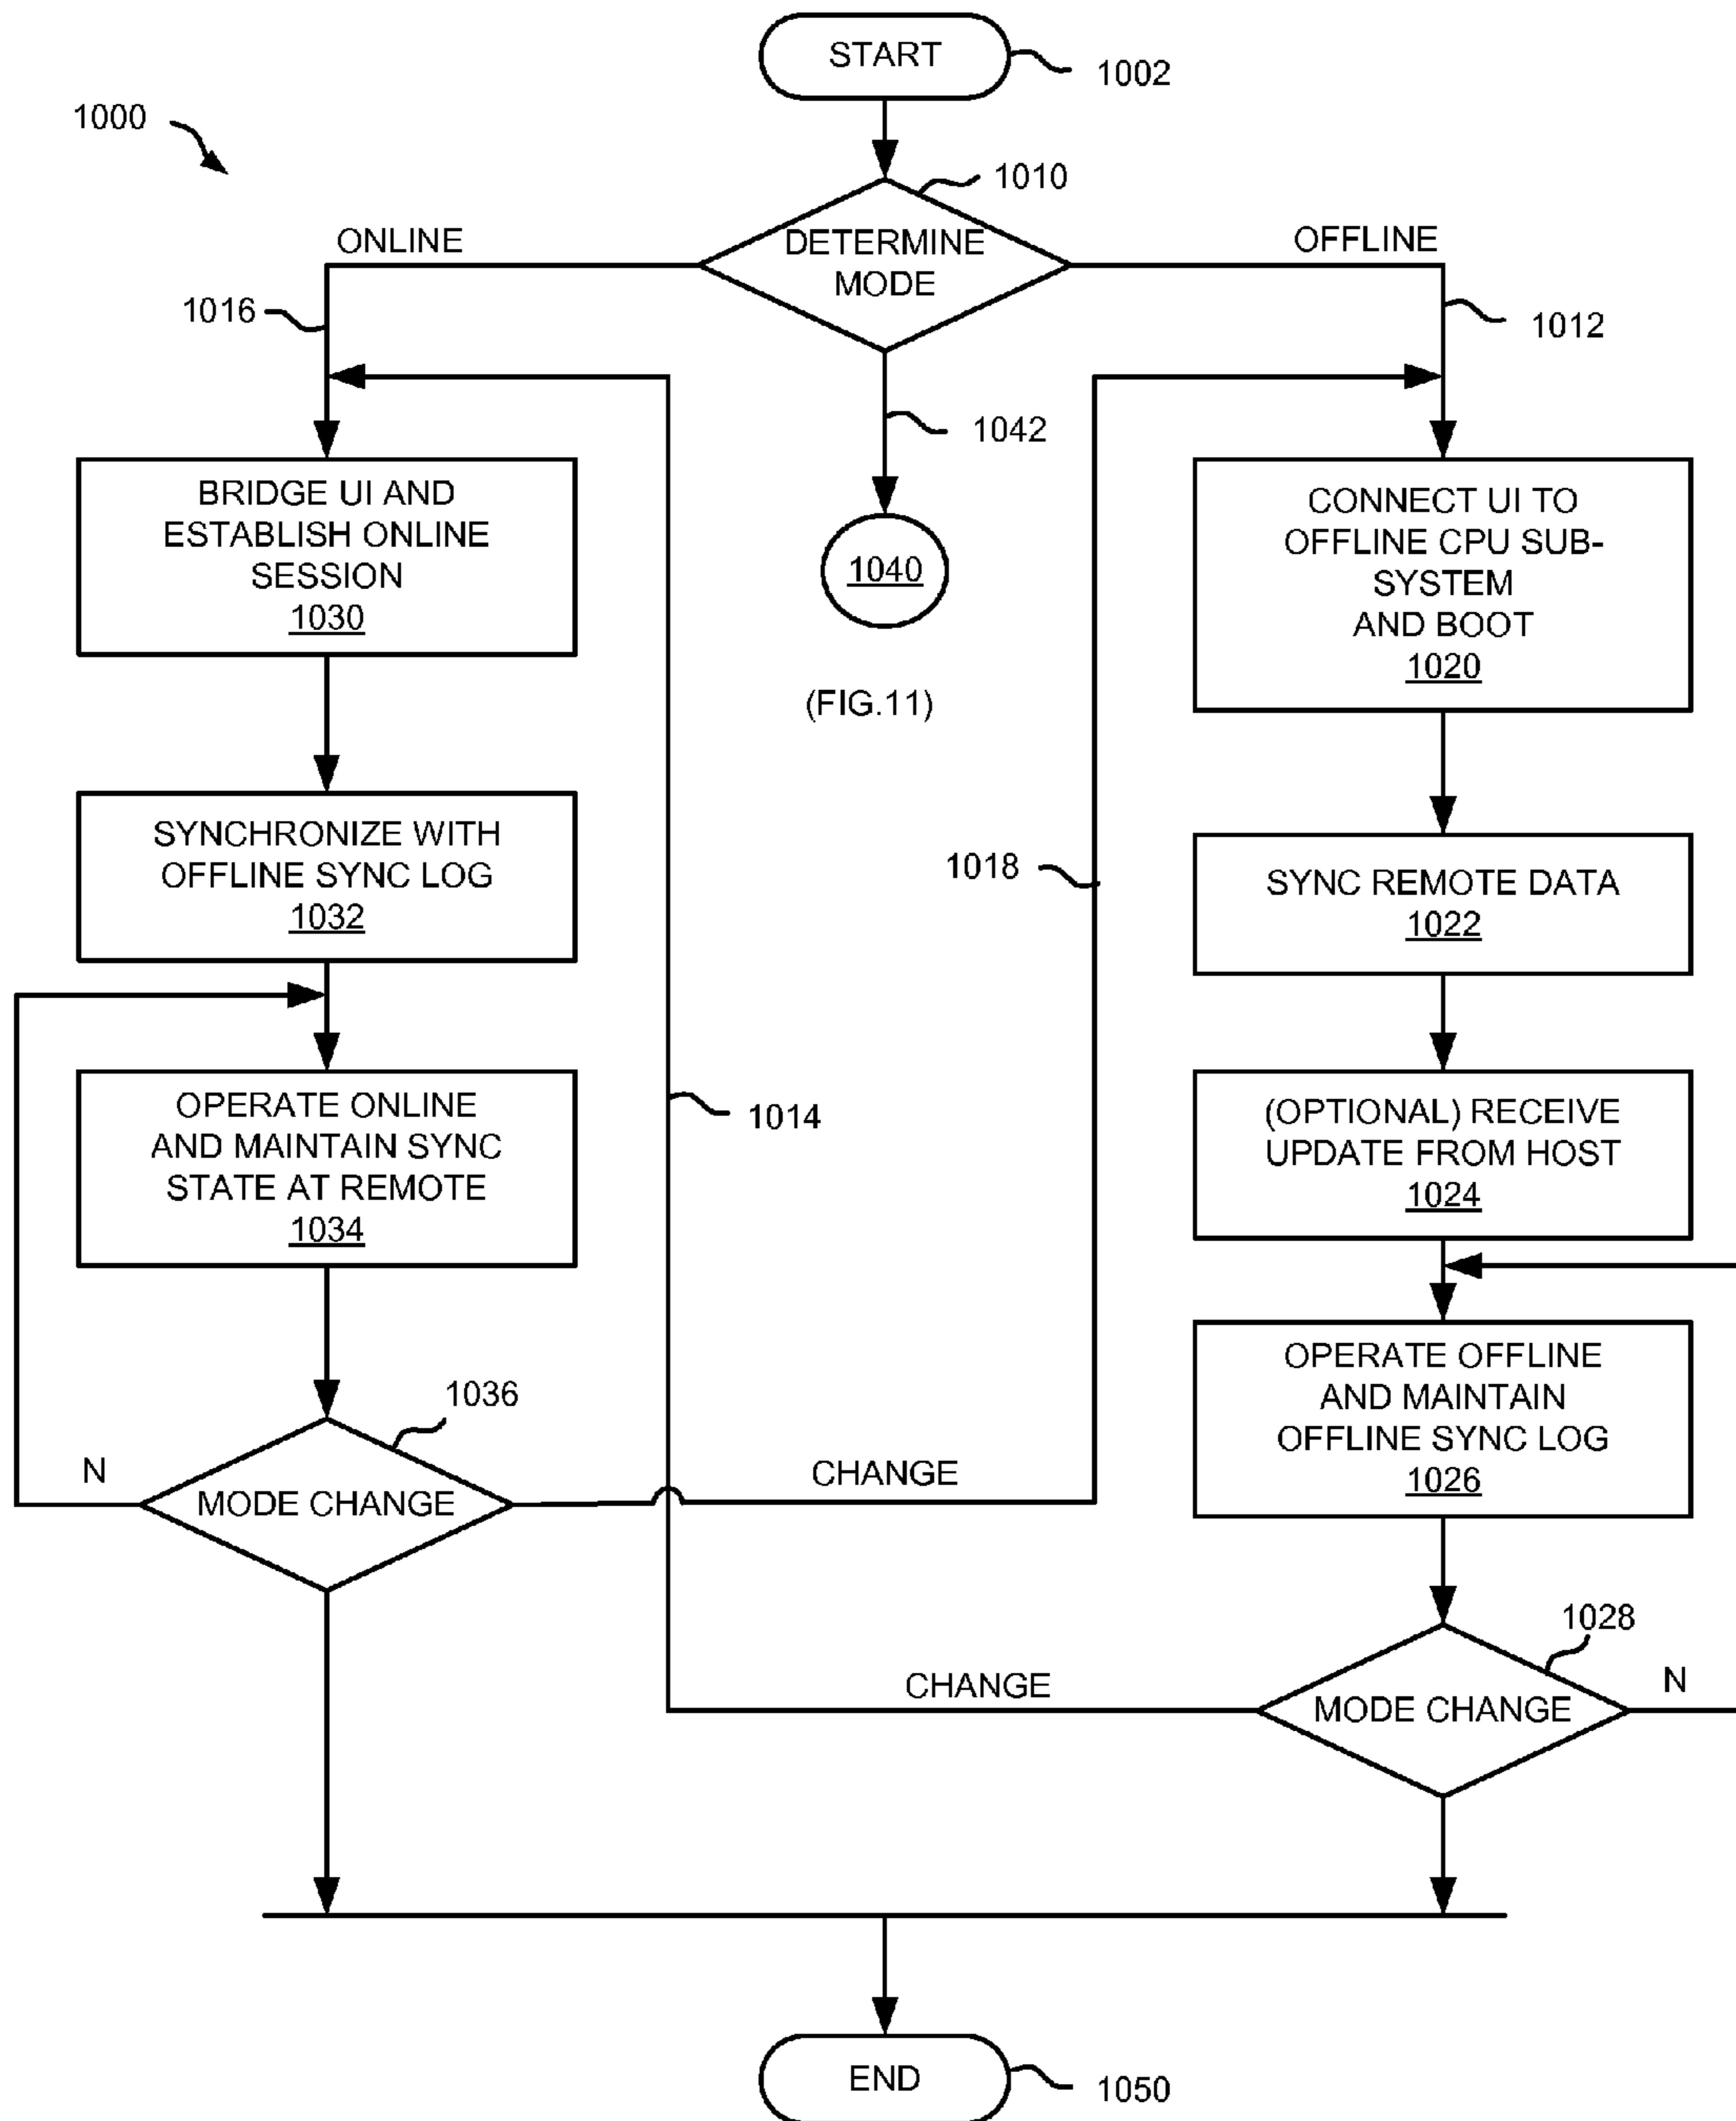 START
1002
1000
1010
DETERMINE
MODE
ONLINE
OFFLINE
1016
1012
1042
BRIDGE UI AND
ESTABLISH ONLINE
SESSION
1030
1040
(FIG.11)
CONNECT UI TO
OFFLINE CPU SUB-
SYSTEM
AND BOOT
1020
SYNCHRONIZE WITH
OFFLINE SYNC LOG
1032
1018
SYNC REMOTE DATA
1022
OPERATE ONLINE
AND MAINTAIN SYNC
STATE AT REMOTE
1034
1014
(OPTIONAL) RECEIVE
UPDATE FROM HOST
1024
OPERATE OFFLINE
AND MAINTAIN
OFFLINE SYNC LOG
1026
1036
N
MODE CHANGE
CHANGE
1028
CHANGE
MODE CHANGE
N
END
1050